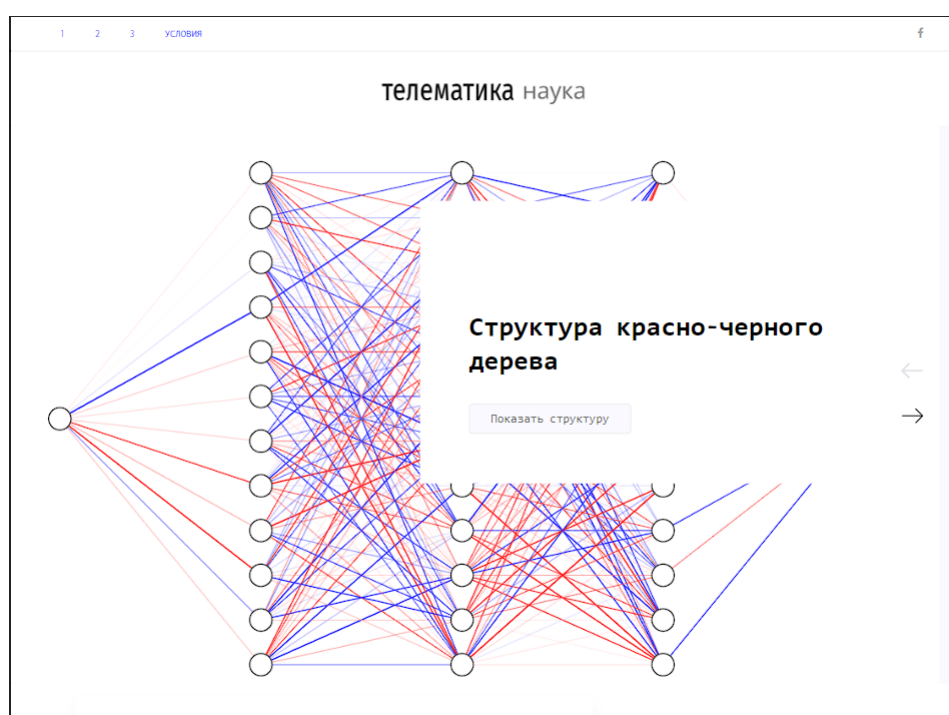 1 2 3 УСЛОВИЯ
телематика наука
Структура красно-черного
дерева
Показать структуру